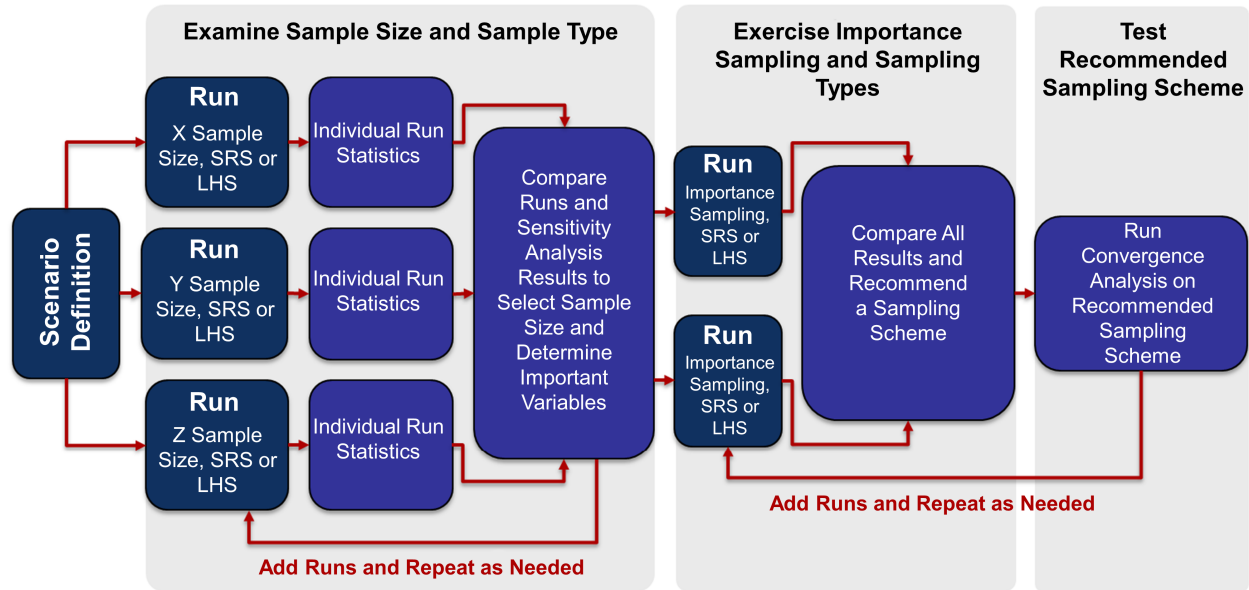 Examine Sample Size and Sample Type
Exercise Importance
Sampling and Sampling
Types
Test
Recommended
Sampling Scheme
Scenario
Definition
Run
X Sample
Size, SRS or
LHS
Individual Run
Statistics
Run
Y Sample
Size, SRS or
LHS
Individual Run
Statistics
Run
Z Sample
Size, SRS or
LHS
Individual Run
Statistics
Compare
Runs and
Sensitivity
Analysis
Results to
Select Sample
Size and
Determine
Important
Variables
Add Runs and Repeat as Needed
Run
Importance
Sampling,
SRS or
LHS
Run
Importance
Sampling,
SRS or
LHS
Compare All
Results and
Recommend
a Sampling
Scheme
Run
Convergence
Analysis on
Recommended
Sampling
Scheme
Add Runs and Repeat as Needed